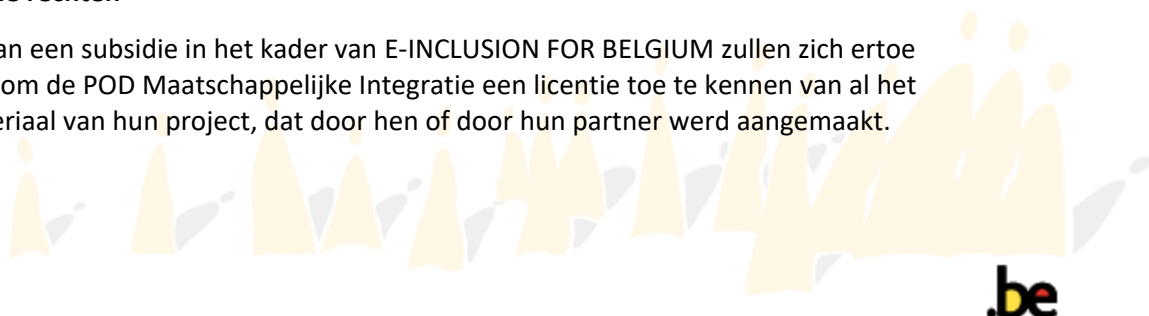 an een subsidie in het kader van E-INCLUSION FOR BELGIUM zullen zich ertoe
om de POD Maatschappelijke Integratie een licentie toe te kennen van al het
eriaal van hun project, dat door hen of door hun partner werd aangemaakt.
.be